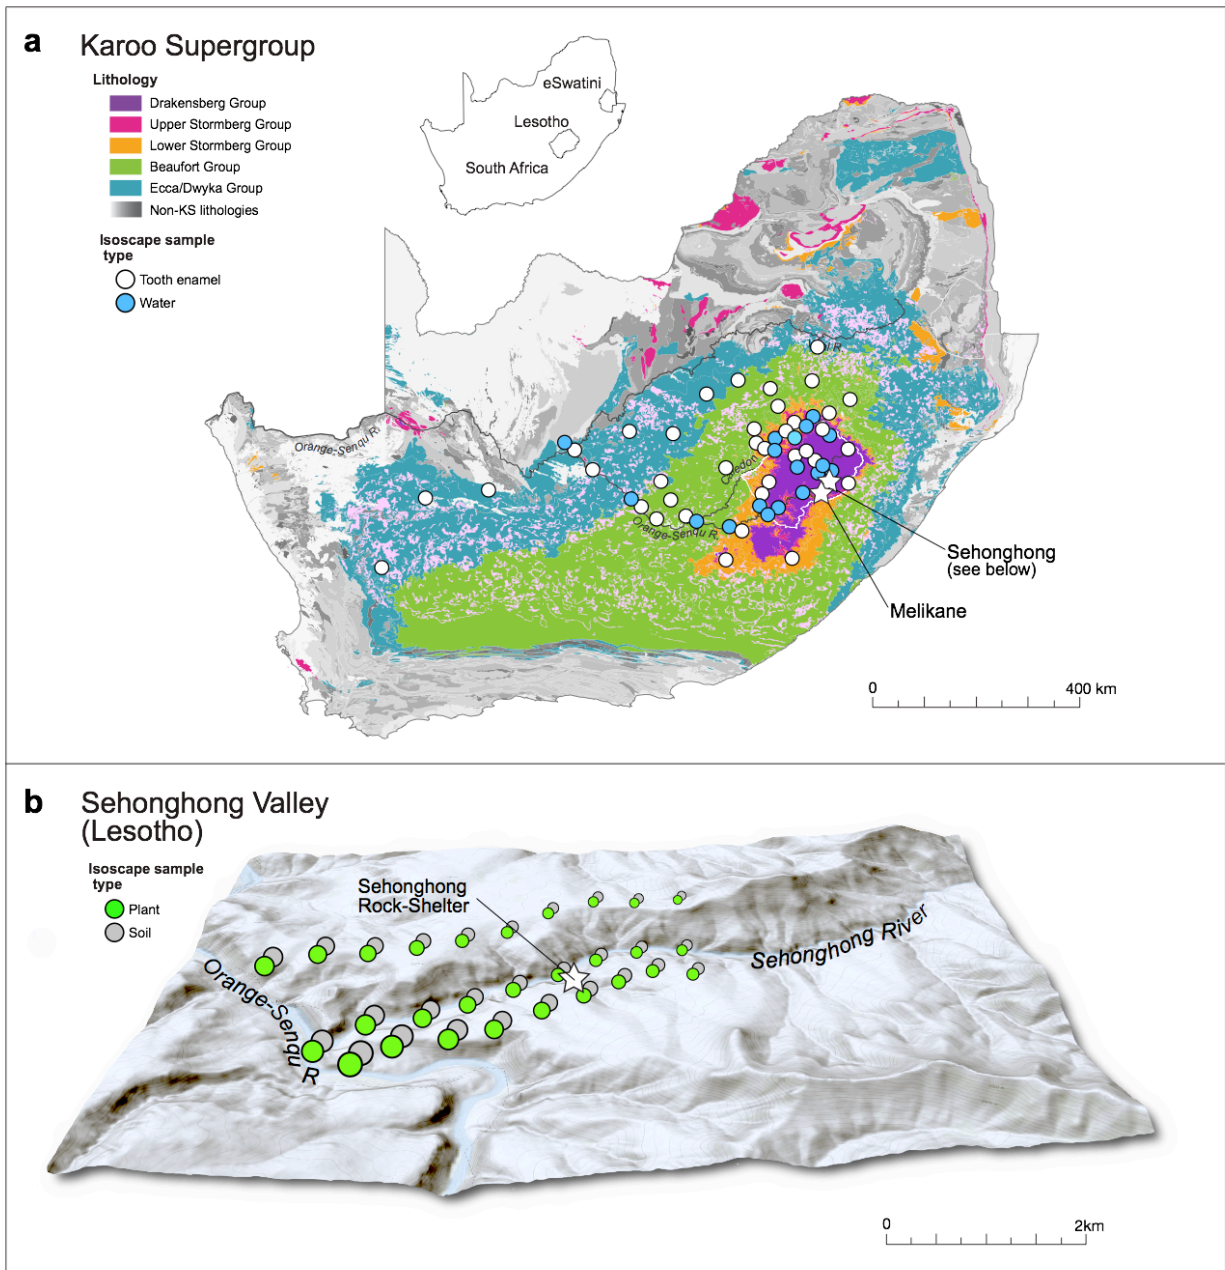 a
Karoo Supergroup
Lithology
Drakensberg Group
Upper Stormberg Group
Lower Stormberg Group
Beaufort Group
Ecca/Dwyka Group
Non-KS lithologies
Isoscape sample
type
Tooth enamel
Water
eSwatini
Lesotho
South Africa
R
Orange-Senqu R
Caledon
Orange-Senqu R
Sehonghong
(see below)
Melikane
0
400 km
b
Sehonghong Valley
(Lesotho)
Isoscape sample
type
Plant
Soil
Sehonghong
Rock-Shelter
Sehonghong River
Orange-Senqu R
0
2km